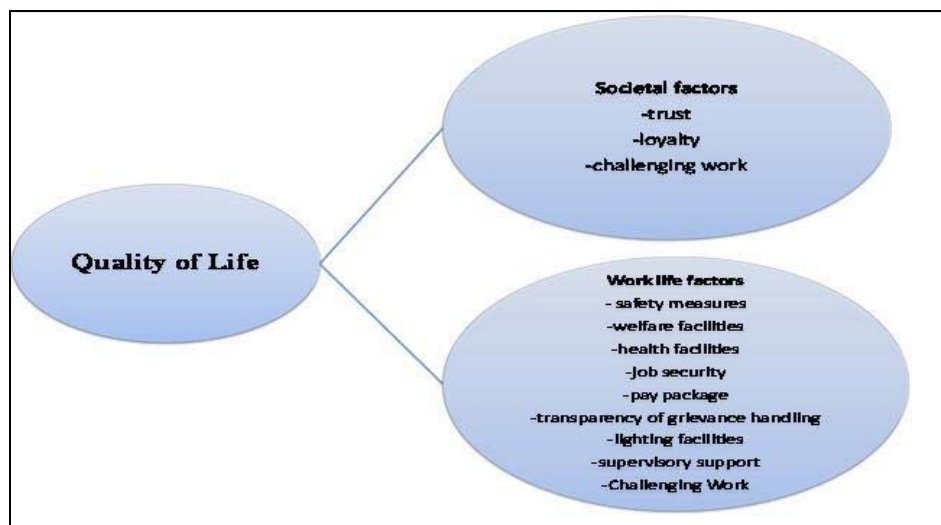 Quality of Life
Societal factors
-trust
-loyalty
-challenging work
Work life factors
- safety measures
-welfare facilities
-health facilities
-job security
-pay package
-transparency of grievance handling
-lighting facilities
-supervisory support
-Challenging Work